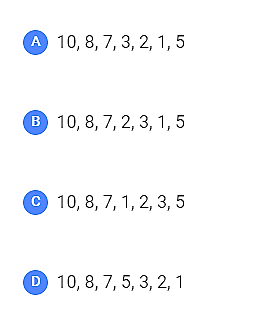 A 10, 8, 7, 3, 2, 1, 5
B 10, 8, 7, 2, 3, 1, 5
C 10, 8, 7, 1, 2, 3, 5
D 10, 8, 7, 5, 3, 2, 1